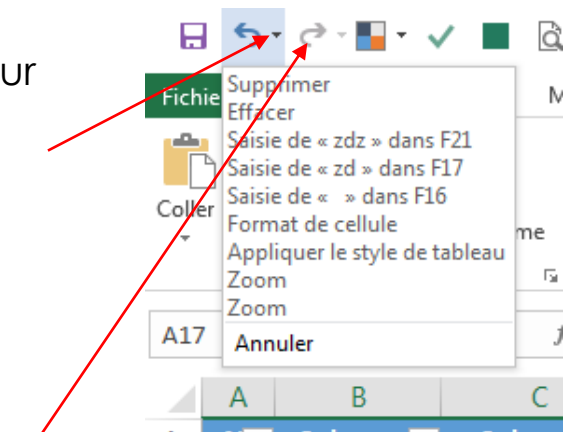 ur
Fichie
M
Supprimer
Effacer
Saisie de « zdz » dans F21
Saisie de « zd » dans F17
Saisie de «   » dans F16
Format de cellule
Appliquer le style de tableau
Zoom
Zoom
Annuler
Coller
me
A17
A B C